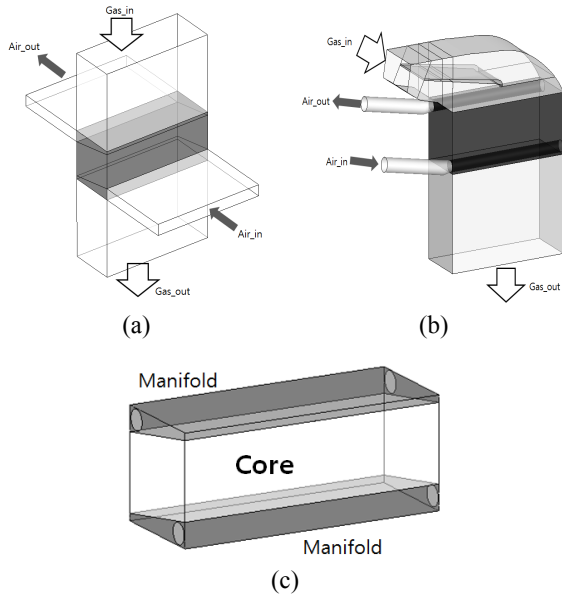 Gas_in
Air_out
Air_in
Gas_out
(a)
Gas_in
Air_out
Air_in
Gas_out
(b)
Manifold
Core
Manifold
(c)